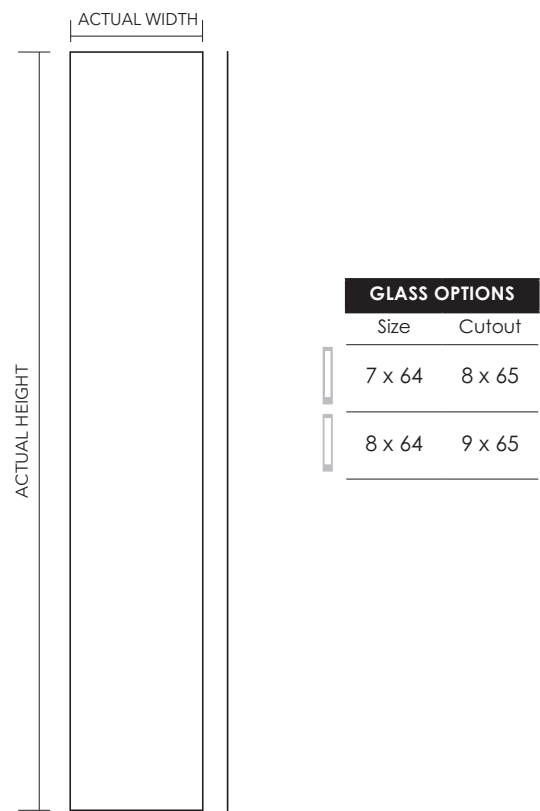 ACTUAL WIDTH
ACTUAL HEIGHT
GLASS OPTIONS
Size Cutout
7 x 64 8 x 65
8 x 64 9 x 65